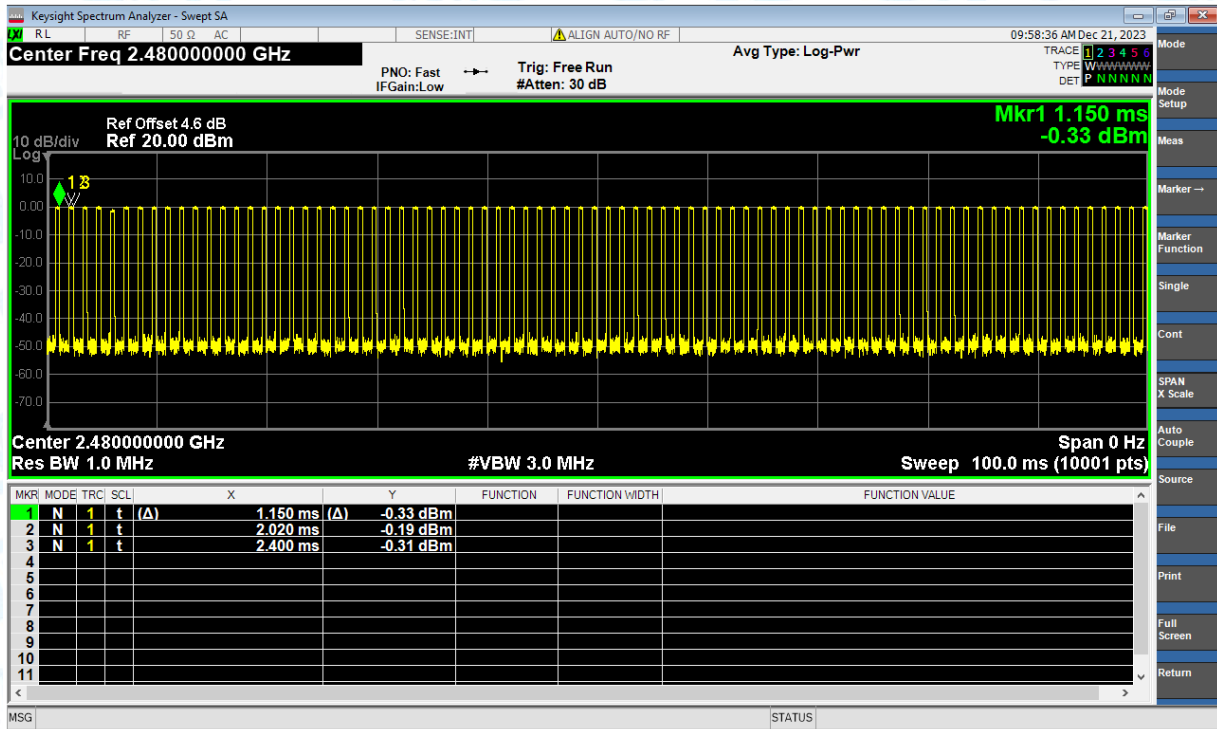 Keysight Spectrum Analyzer - Swept SA
LXI RL RF 50 Ω AC SENSE:INT ALIGN AUTO/NO RF 09:58:36 AM Dec 21, 2023
Center Freq 2.480000000 GHz
PNO: Fast
IFGain:Low
Trig: Free Run
#Atten: 30 dB
Avg Type: Log-Pwr
TRACE 1 2 3 4 5 6
TYPE WWWWWWW
DET P N N N N N
Mkr1 1.150 ms
-0.33 dBm
Ref Offset 4.6 dB
10 dB/div Ref 20.00 dBm
Log
10.0
0.00
-10.0
-20.0
-30.0
-40.0
-50.0
-60.0
-70.0
1 2 3
Center 2.480000000 GHz Span 0 Hz
Res BW 1.0 MHz #VBW 3.0 MHz Sweep 100.0 ms (10001 pts)
MKR MODE TRC SCL X Y FUNCTION FUNCTION WIDTH FUNCTION VALUE
1 N 1 t (Δ) 1.150 ms (Δ) -0.33 dBm
2 N 1 t 2.020 ms -0.19 dBm
3 N 1 t 2.400 ms -0.31 dBm
4
5
6
7
8
9
10
11
MSG STATUS
Mode
Mode
Setup
Meas
Marker→
Marker
Function
Single
Cont
SPAN
X Scale
Auto
Couple
Source
File
Print
Full
Screen
Return